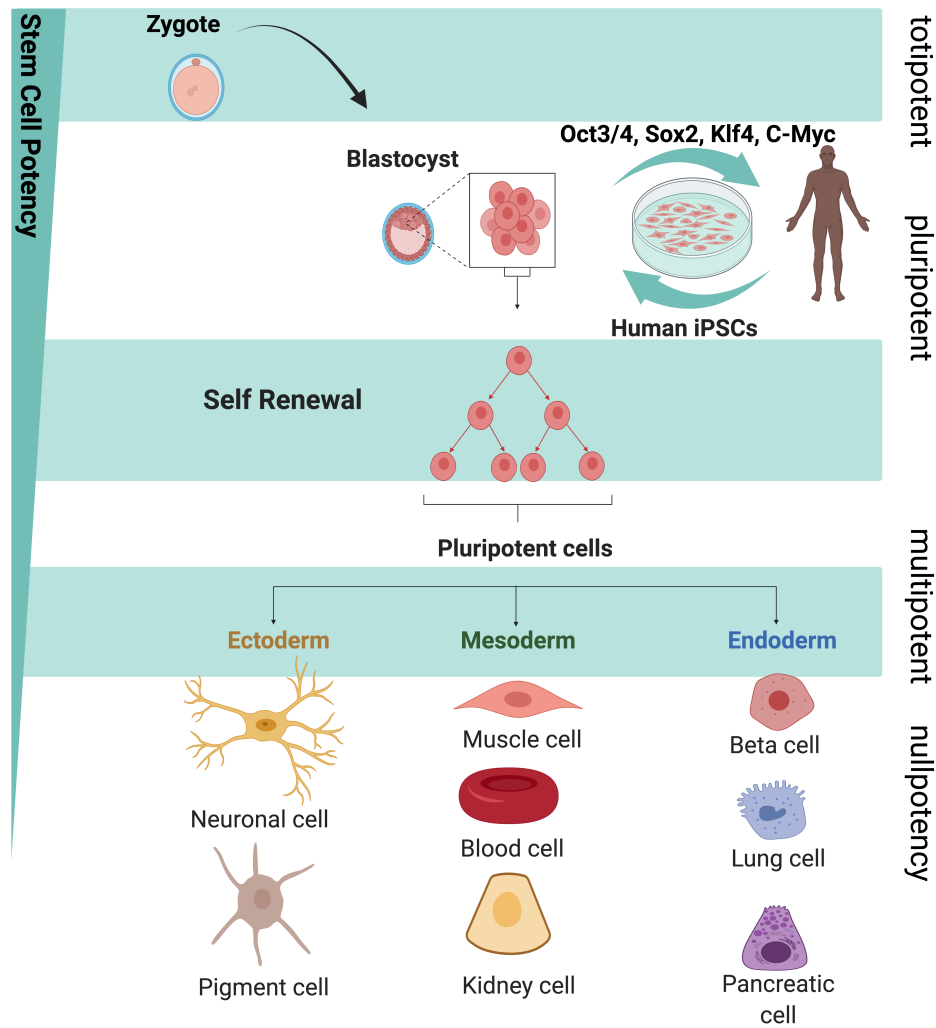 Stem Cell Potency
Zygote
totipotent
Oct3/4, Sox2, Klf4, C-Myc
Blastocyst
pluripotent
Human iPSCs
Self Renewal
Pluripotent cells
multipotent
Ectoderm
Mesoderm
Endoderm
nullpotency
Neuronal cell
Muscle cell
Beta cell
Blood cell
Lung cell
Pigment cell
Kidney cell
Pancreatic
cell